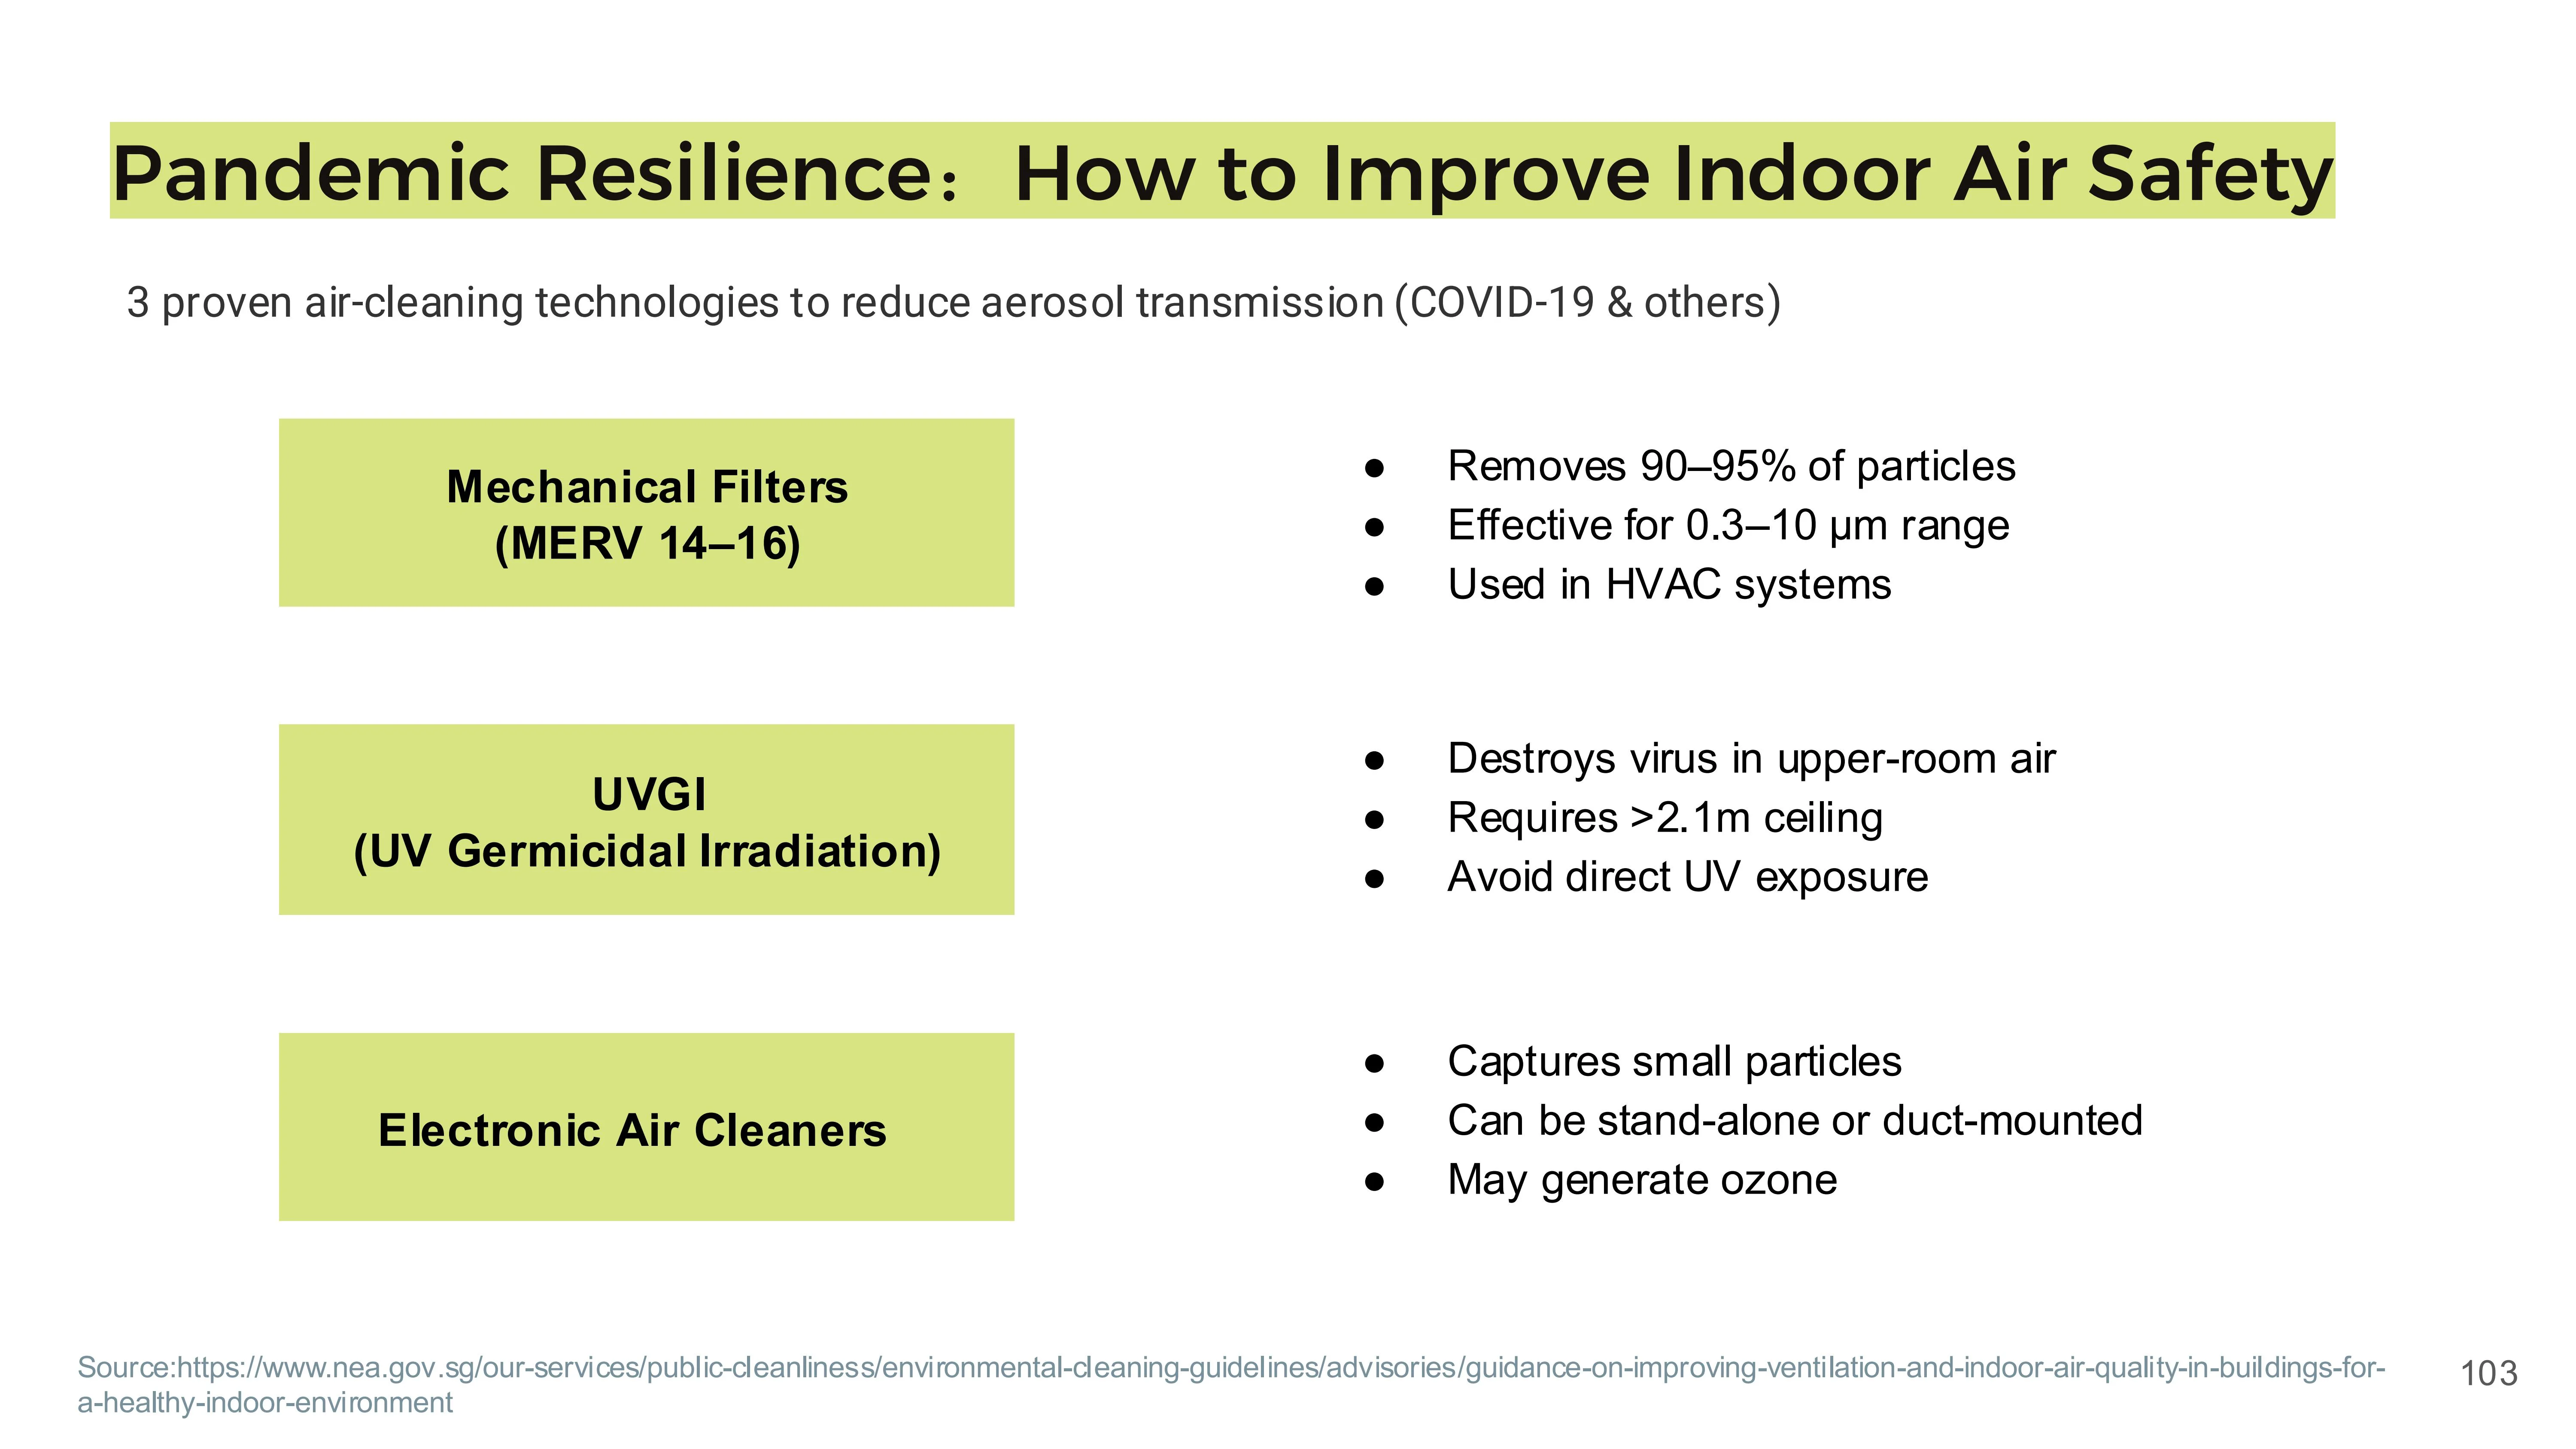 Pandemic Resilience： How to Improve Indoor Air Safety
3 proven air-cleaning technologies to reduce aerosol transmission (COVID-19 & others)
Mechanical Filters
(MERV 14–16)
● Removes 90–95% of particles
● Effective for 0.3–10 µm range
● Used in HVAC systems
UVGI
(UV Germicidal Irradiation)
● Destroys virus in upper-room air
● Requires >2.1m ceiling
● Avoid direct UV exposure
Electronic Air Cleaners
● Captures small particles
● Can be stand-alone or duct-mounted
● May generate ozone
Source:https://www.nea.gov.sg/our-services/public-cleanliness/environmental-cleaning-guidelines/advisories/guidance-on-improving-ventilation-and-indoor-air-quality-in-buildings-for-
a-healthy-indoor-environment
103